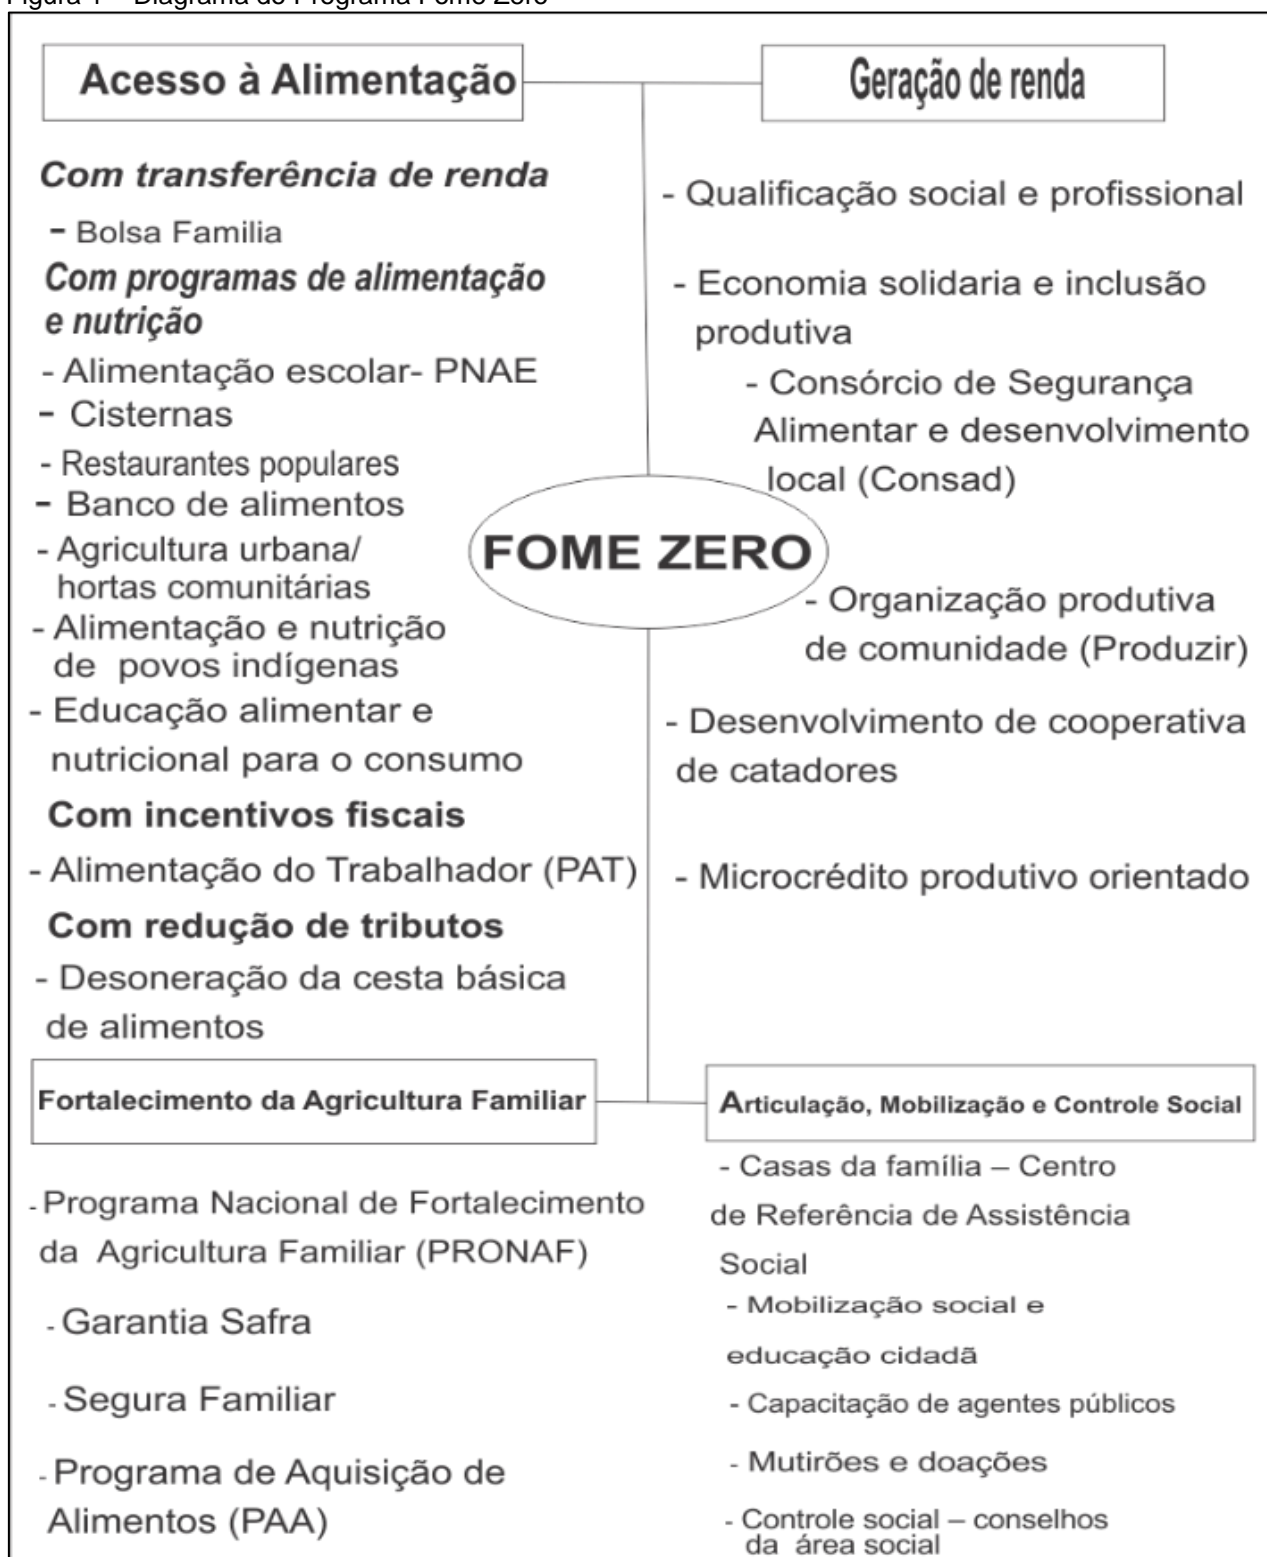 Figura 1 – Diagrama do Programa Fome Zero
Acesso à Alimentação
Com transferência de renda
- Bolsa Familia
Com programas de alimentação
e nutrição
- Alimentação escolar- PNAE
- Cisternas
- Restaurantes populares
- Banco de alimentos
- Agricultura urbana/
hortas comunitárias
- Alimentação e nutrição
de povos indígenas
- Educação alimentar e
nutricional para o consumo
Com incentivos fiscais
- Alimentação do Trabalhador (PAT)
Com redução de tributos
- Desoneração da cesta básica
de alimentos
Geração de renda
- Qualificação social e profissional
- Economia solidaria e inclusão
produtiva
- Consórcio de Segurança
Alimentar e desenvolvimento
local (Consad)
FOME ZERO
- Organização produtiva
de comunidade (Produzir)
- Desenvolvimento de cooperativa
de catadores
- Microcrédito produtivo orientado
Fortalecimento da Agricultura Familiar
- Programa Nacional de Fortalecimento
da Agricultura Familiar (PRONAF)
- Garantia Safra
- Segura Familiar
- Programa de Aquisição de
Alimentos (PAA)
Articulação, Mobilização e Controle Social
- Casas da família – Centro
de Referência de Assistência
Social
- Mobilização social e
educação cidadã
- Capacitação de agentes públicos
- Mutirões e doações
- Controle social – conselhos
da área social